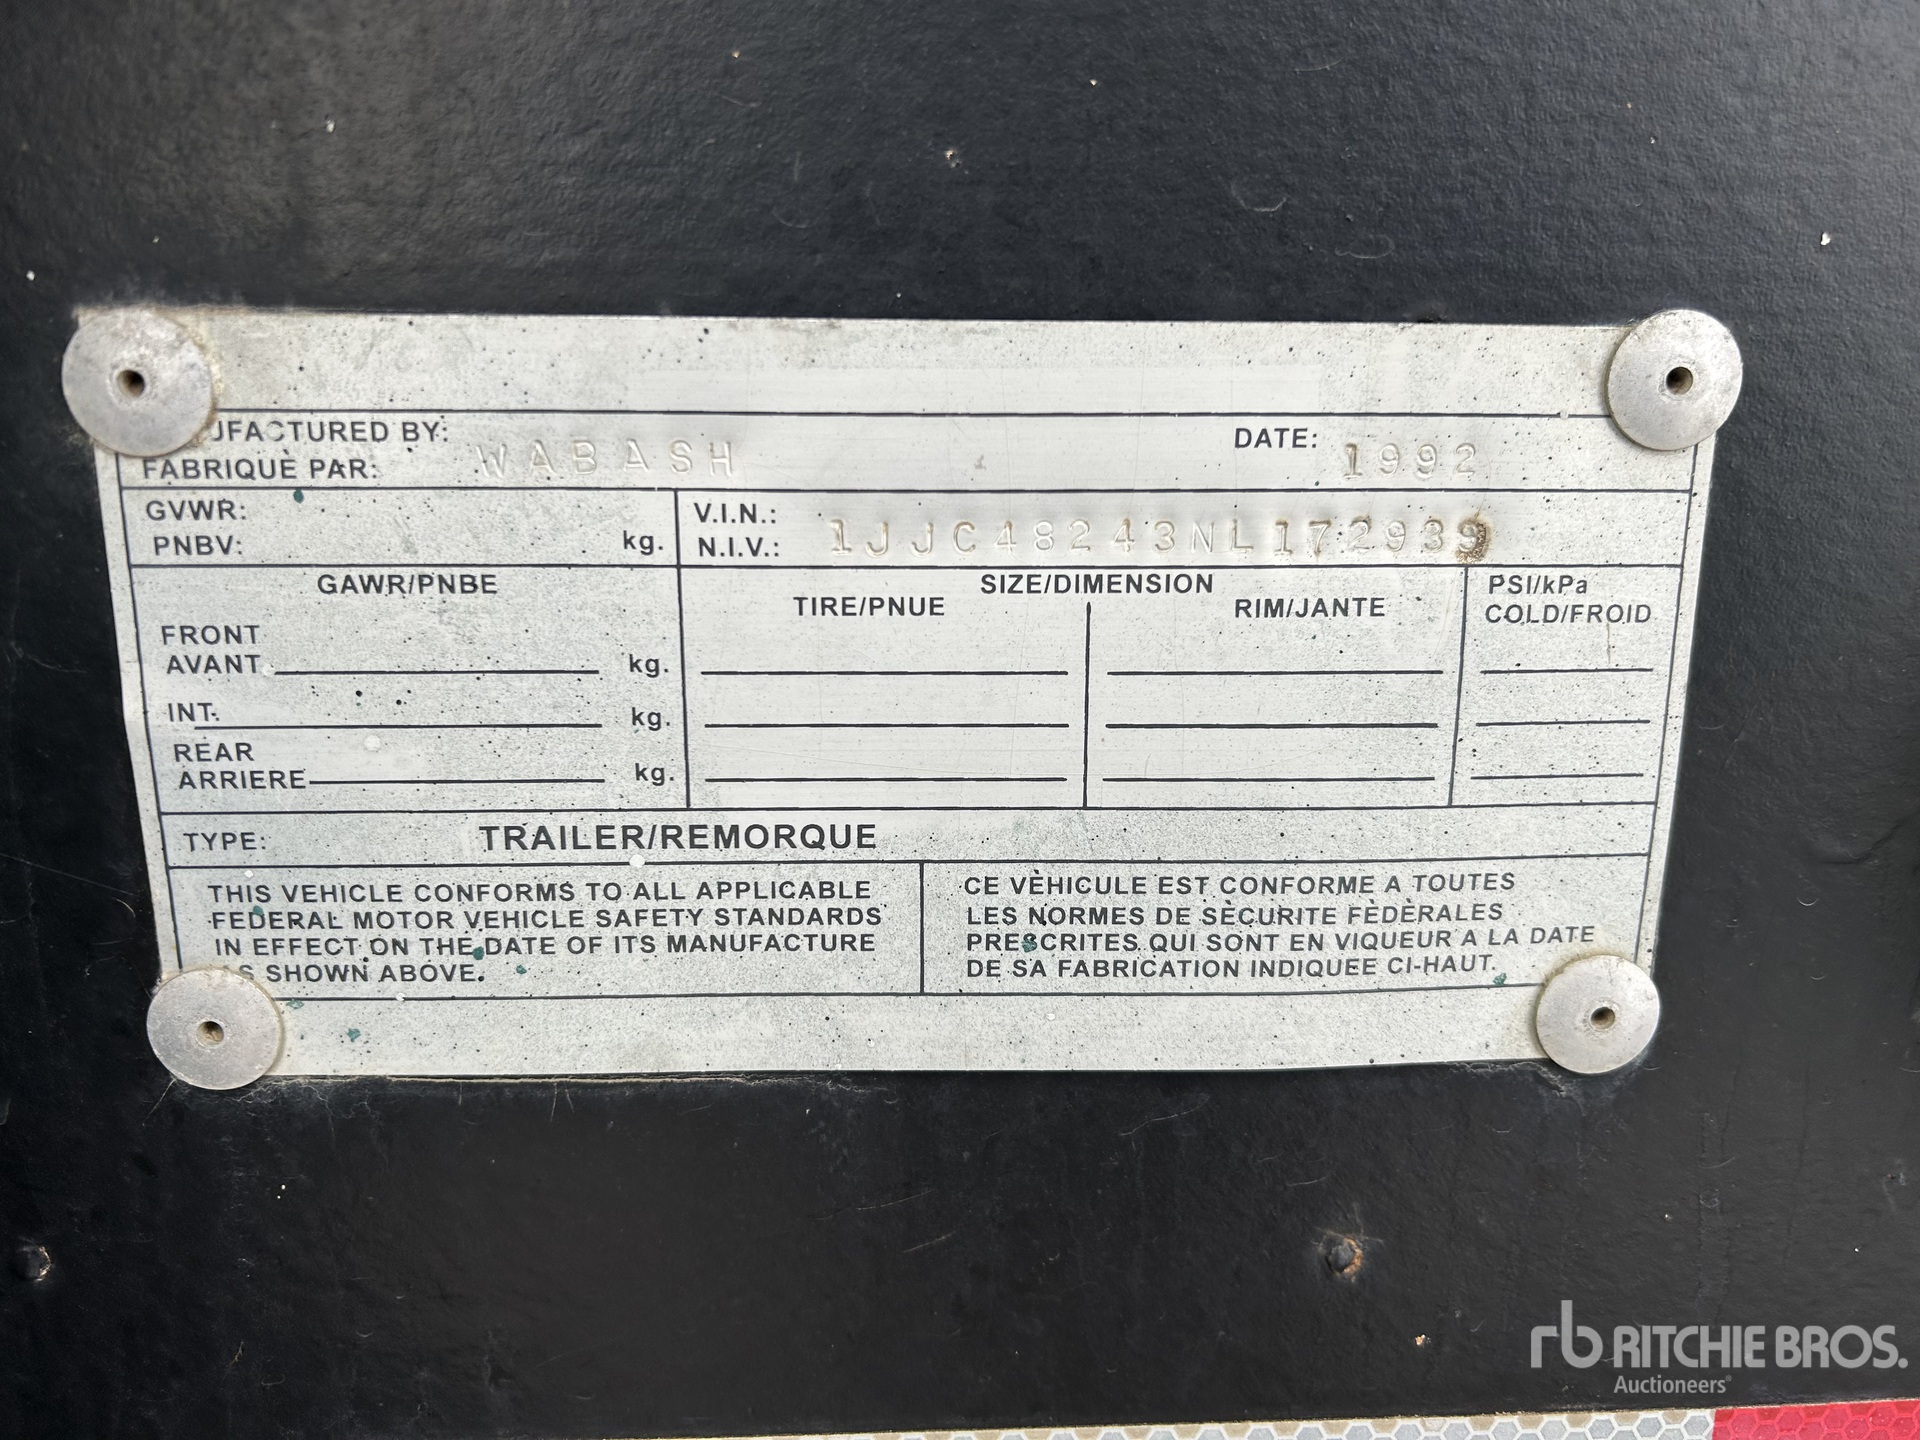 UFACTURED BY:
FABRIQUÈ PAR: WABASH
DATE: 1992
GVWR:
PNBV: kg.
V.I.N.:
N.I.V.: 1JJC48243NL172939
GAWR/PNBE
FRONT
AVANT kg.
INT. kg.
REAR
ARRIERE kg.
SIZE/DIMENSION
TIRE/PNUE RIM/JANTE
PSI/kPa
COLD/FROID
TYPE: TRAILER/REMORQUE
THIS VEHICLE CONFORMS TO ALL APPLICABLE
FEDERAL MOTOR VEHICLE SAFETY STANDARDS
IN EFFECT ON THE DATE OF ITS MANUFACTURE
AS SHOWN ABOVE.
CE VÈHICULE EST CONFORME A TOUTES
LES NORMES DE SÈCURITE FÈDÈRALES
PRESCRITES QUI SONT EN VIQUEUR A LA DATE
DE SA FABRICATION INDIQUEE CI-HAUT.
rb RITCHIE BROS.
Auctioneers